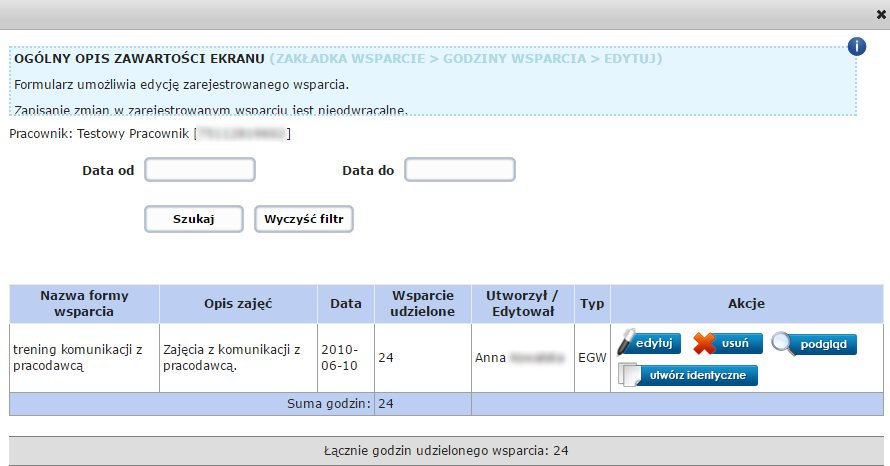 OGÓLNY OPIS ZAWARTOŚCI EKRANU (ZAKŁADKA WSPARCIE > GODZINY WSPARCIA > EDYTUJ)
Formularz umożliwia edycję zarejestrowanego wsparcia.
Zapisanie zmian w zarejestrowanym wsparciu jest nieodwracalne.
Pracownik: Testowy Pracownik [ ]
Data od
Data do
Szukaj
Wyczyść filtr
Nazwa formy wsparcia
Opis zajęć
Data
Wsparcie udzielone
Utworzył / Edytował
Typ
Akcje
trening komunikacji z pracodawcą
Zajęcia z komunikacji z pracodawcą.
2010-06-10
24
Anna
EGW
edytuj
usuń
podgląd
utwórz identyczne
Suma godzin: 24
Łącznie godzin udzielonego wsparcia: 24